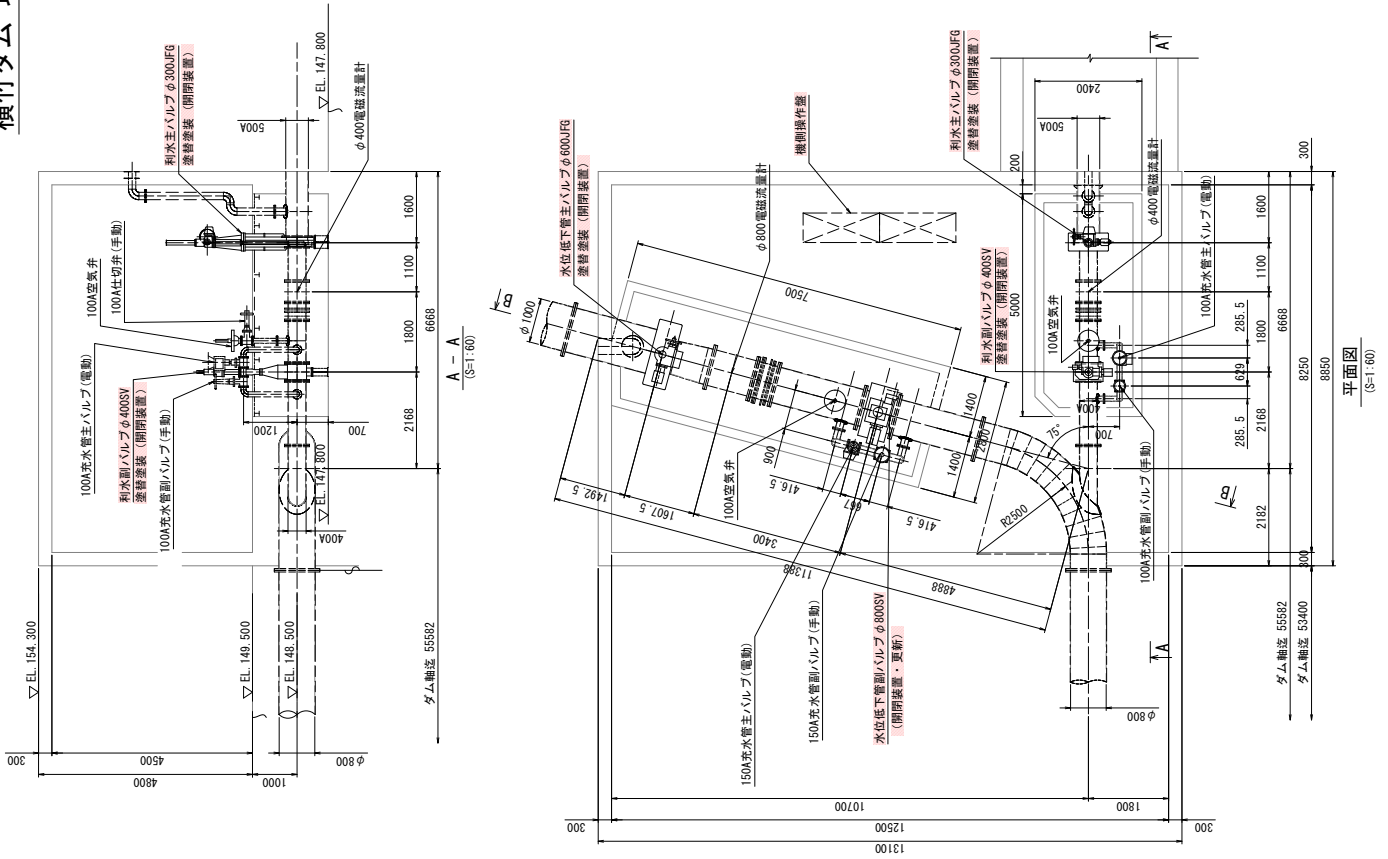 横竹ダム
▽ EL.154.300
▽ EL.149.500
▽ EL.148.500
▽ EL.147.800
▽ EL.147.800
100A充水管主バルブ(電動)
利水副バルブφ400SV
塗替塗装(開閉装置)
100A充水管副バルブ(手動)
100A空気弁
100A仕切弁(手動)
利水主バルブφ300JFG
塗替塗装(開閉装置)
φ400電磁流量計
500A
400A
φ800
300
4500
4800
1000
1200
700
2168
1800
1100
1600
6668
ダム軸迄 55582
A - A
(S=1:60)
水位低下管主バルブφ600JFG
塗替塗装(開閉装置)
φ800電磁流量計
機側操作盤
利水主バルブφ300JFG
塗替塗装(開閉装置)
利水副バルブφ400SV
塗替塗装(開閉装置)
φ400電磁流量計
100A充水管主バルブ(電動)
100A空気弁
100A空気弁
100A充水管副バルブ(手動)
150A充水管主バルブ(電動)
150A充水管副バルブ(手動)
水位低下管副バルブφ800SV
(開閉装置・更新)
B
B
A
A
φ1000
7500
5000
200
2400
500A
400A
700
1492.5
1607.5
3400
4888
11388
900
416.5
667
416.5
1400
1400
2800
75°
R2500
φ800
285.5
629
285.5
300
1600
1100
1800
2168
2182
300
6668
8250
8850
ダム軸迄 55582
ダム軸迄 53400
300
10700
1800
12500
300
13100
平面図
(S=1:60)